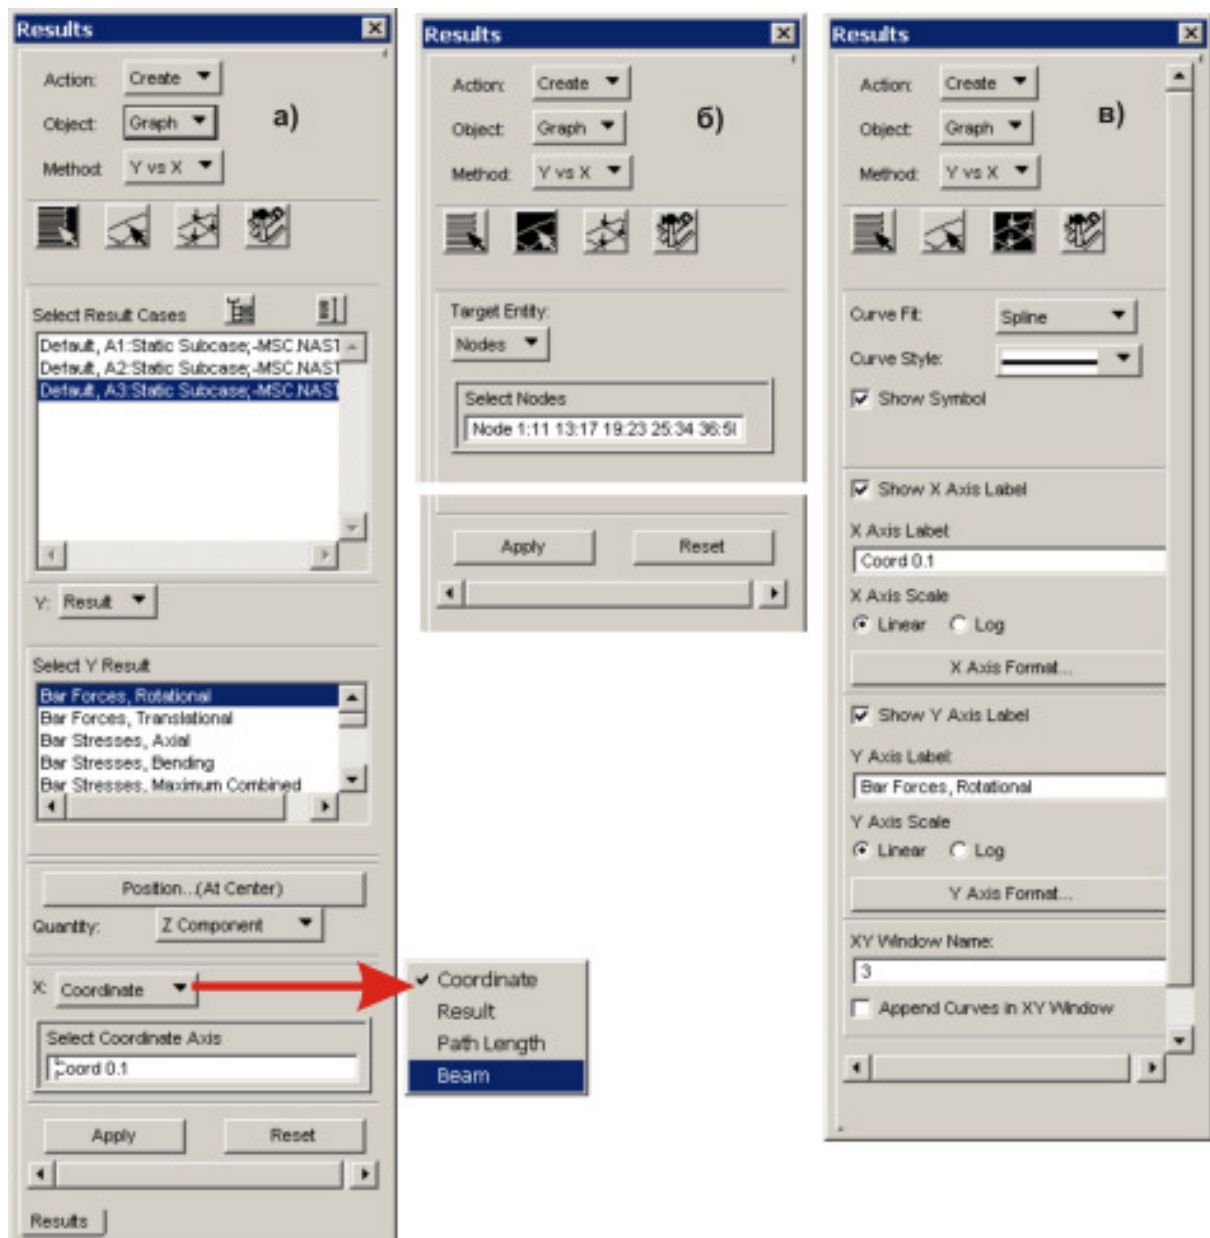 Results
Action: Create
Object: Graph
а)
Method: Y vs X
Select Result Cases
Default, A1:Static Subcase;-MSC.NAST
Default, A2:Static Subcase;-MSC.NAST
Default, A3:Static Subcase;-MSC.NAST
Y: Result
Select Y Result
Bar Forces, Rotational
Bar Forces, Translational
Bar Stresses, Axial
Bar Stresses, Bending
Bar Stresses, Maximum Combined
Position...(At Center)
Quantity: Z Component
X: Coordinate
Select Coordinate Axis
Coord 0.1
Apply Reset
Results
Coordinate
Result
Path Length
Beam
Results
Action: Create
Object: Graph
б)
Method: Y vs X
Target Entity:
Nodes
Select Nodes
Node 1:11 13:17 19:23 25:34 36:5
Apply Reset
Results
Action: Create
Object: Graph
в)
Method: Y vs X
Curve Fit: Spline
Curve Style:
Show Symbol
Show X Axis Label
X Axis Label:
Coord 0.1
X Axis Scale
Linear Log
X Axis Format...
Show Y Axis Label
Y Axis Label:
Bar Forces, Rotational
Y Axis Scale
Linear Log
Y Axis Format...
XY Window Name:
3
Append Curves in XY Window